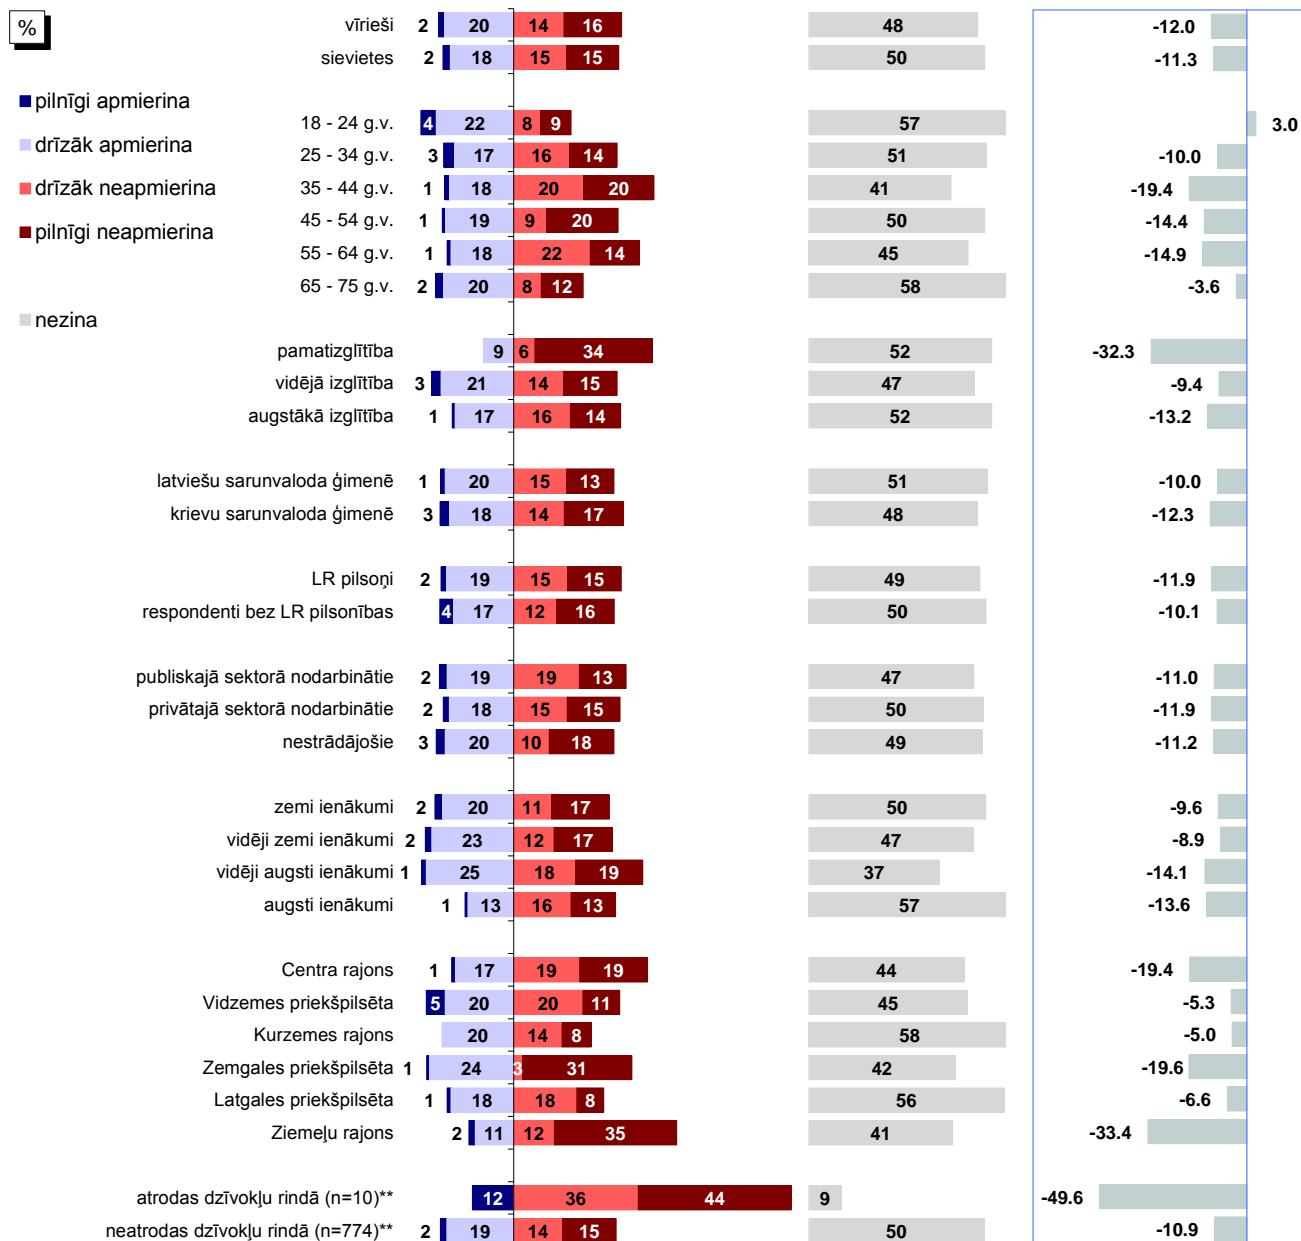 %
pilnīgi apmierina
drīzāk apmierina
drīzāk neapmierina
pilnīgi neapmierina
nezina
vīrieši 2 20 14 16 48 -12.0
sievietes 2 18 15 15 50 -11.3
18 - 24 g.v. 4 22 8 9 57 3.0
25 - 34 g.v. 3 17 16 14 51 -10.0
35 - 44 g.v. 1 18 20 20 41 -19.4
45 - 54 g.v. 1 19 9 20 50 -14.4
55 - 64 g.v. 1 18 22 14 45 -14.9
65 - 75 g.v. 2 20 8 12 58 -3.6
pamatizglītība 9 6 34 52 -32.3
vidējā izglītība 3 21 14 15 47 -9.4
augstākā izglītība 1 17 16 14 52 -13.2
latviešu sarunvaloda ģimenē 1 20 15 13 51 -10.0
krievu sarunvaloda ģimenē 3 18 14 17 48 -12.3
LR pilsoņi 2 19 15 15 49 -11.9
respondenti bez LR pilsonības 4 17 12 16 50 -10.1
publiskajā sektorā nodarbinātie 2 19 19 13 47 -11.0
privātajā sektorā nodarbinātie 2 18 15 15 50 -11.9
nestrādājošie 3 20 10 18 49 -11.2
zemi ienākumi 2 20 11 17 50 -9.6
vidēji zemi ienākumi 2 23 12 17 47 -8.9
vidēji augsti ienākumi 1 25 18 19 37 -14.1
augsti ienākumi 1 13 16 13 57 -13.6
Centra rajons 1 17 19 19 44 -19.4
Vidzemes priekšpilsēta 5 20 20 11 45 -5.3
Kurzemes rajons 20 14 8 58 -5.0
Zemgales priekšpilsēta 1 24 3 31 42 -19.6
Latgales priekšpilsēta 1 18 18 8 56 -6.6
Ziemeļu rajons 2 11 12 35 41 -33.4
atrodas dzīvokļu rindā (n=10)** 12 36 44 9 -49.6
neatrodas dzīvokļu rindā (n=774)** 2 19 14 15 50 -10.9